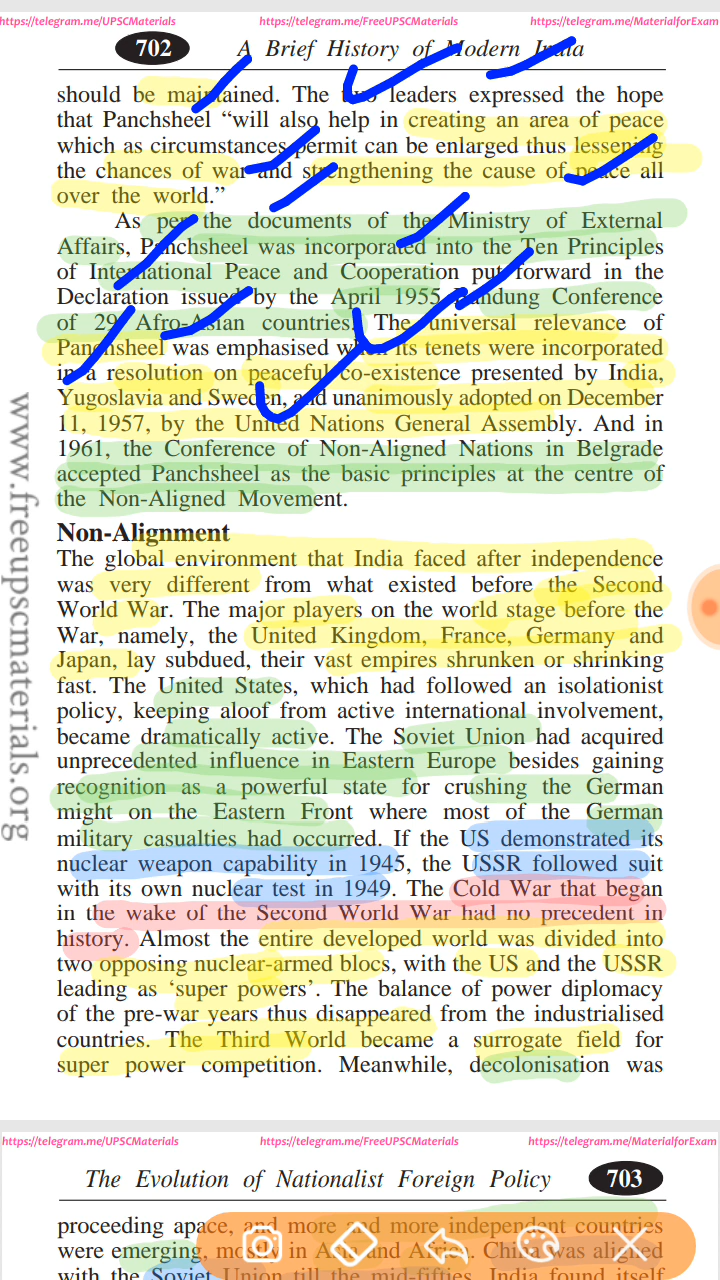 https://telegram.me/UPSCMaterials https://telegram.me/FreeUPSCMaterials https://telegram.me/MaterialforExam
702 A Brief History of Modern India
should be maintained. The two leaders expressed the hope
that Panchsheel “will also help in creating an area of peace
which as circumstances permit can be enlarged thus lessening
the chances of war and strengthening the cause of peace all
over the world.”
As per the documents of the Ministry of External
Affairs, Panchsheel was incorporated into the Ten Principles
of International Peace and Cooperation put forward in the
Declaration issued by the April 1955 Bandung Conference
of 29 Afro-Asian countries. The universal relevance of
Panchsheel was emphasised when its tenets were incorporated
in a resolution on peaceful co-existence presented by India,
Yugoslavia and Sweden, and unanimously adopted on December
11, 1957, by the United Nations General Assembly. And in
1961, the Conference of Non-Aligned Nations in Belgrade
accepted Panchsheel as the basic principles at the centre of
the Non-Aligned Movement.
Non-Alignment
The global environment that India faced after independence
was very different from what existed before the Second
World War. The major players on the world stage before the
War, namely, the United Kingdom, France, Germany and
Japan, lay subdued, their vast empires shrunken or shrinking
fast. The United States, which had followed an isolationist
policy, keeping aloof from active international involvement,
became dramatically active. The Soviet Union had acquired
unprecedented influence in Eastern Europe besides gaining
recognition as a powerful state for crushing the German
might on the Eastern Front where most of the German
military casualties had occurred. If the US demonstrated its
nuclear weapon capability in 1945, the USSR followed suit
with its own nuclear test in 1949. The Cold War that began
in the wake of the Second World War had no precedent in
history. Almost the entire developed world was divided into
two opposing nuclear-armed blocs, with the US and the USSR
leading as ‘super powers’. The balance of power diplomacy
of the pre-war years thus disappeared from the industrialised
countries. The Third World became a surrogate field for
super power competition. Meanwhile, decolonisation was
www.freeupscmaterials.org
https://telegram.me/UPSCMaterials https://telegram.me/FreeUPSCMaterials https://telegram.me/MaterialforExam
The Evolution of Nationalist Foreign Policy 703
proceeding apace, and more and more independent countries
were emerging, mostly in Asia and Africa. China was aligned
with the Soviet Union till the mid-fifties. India found itself